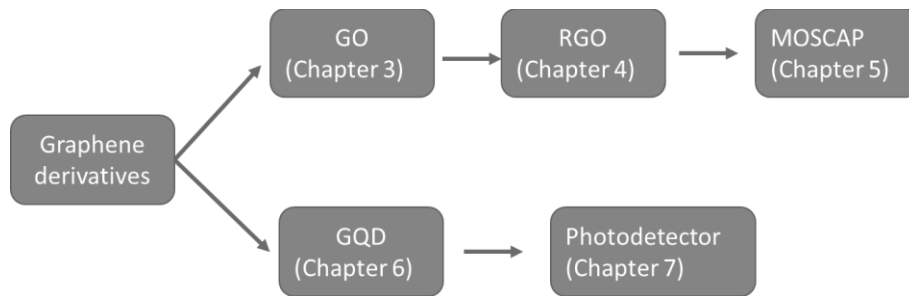 GO
(Chapter 3)
RGO
(Chapter 4)
MOSCAP
(Chapter 5)
Graphene
derivatives
GQD
(Chapter 6)
Photodetector
(Chapter 7)